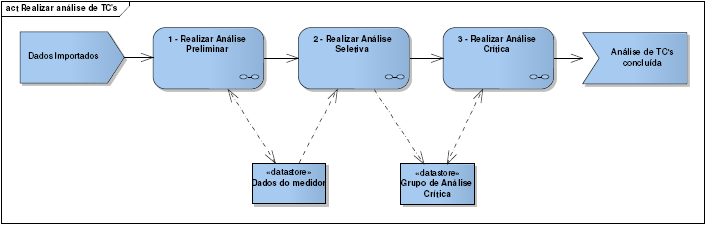 act Realizar análise de TC's
Dados Importados
1 - Realizar Análise
Preliminar
2 - Realizar Análise
Seletiva
3 - Realizar Análise
Crítica
Análise de TC's
concluída
«datastore»
Dados do medidor
«datastore»
Grupo de Análise
Crítica